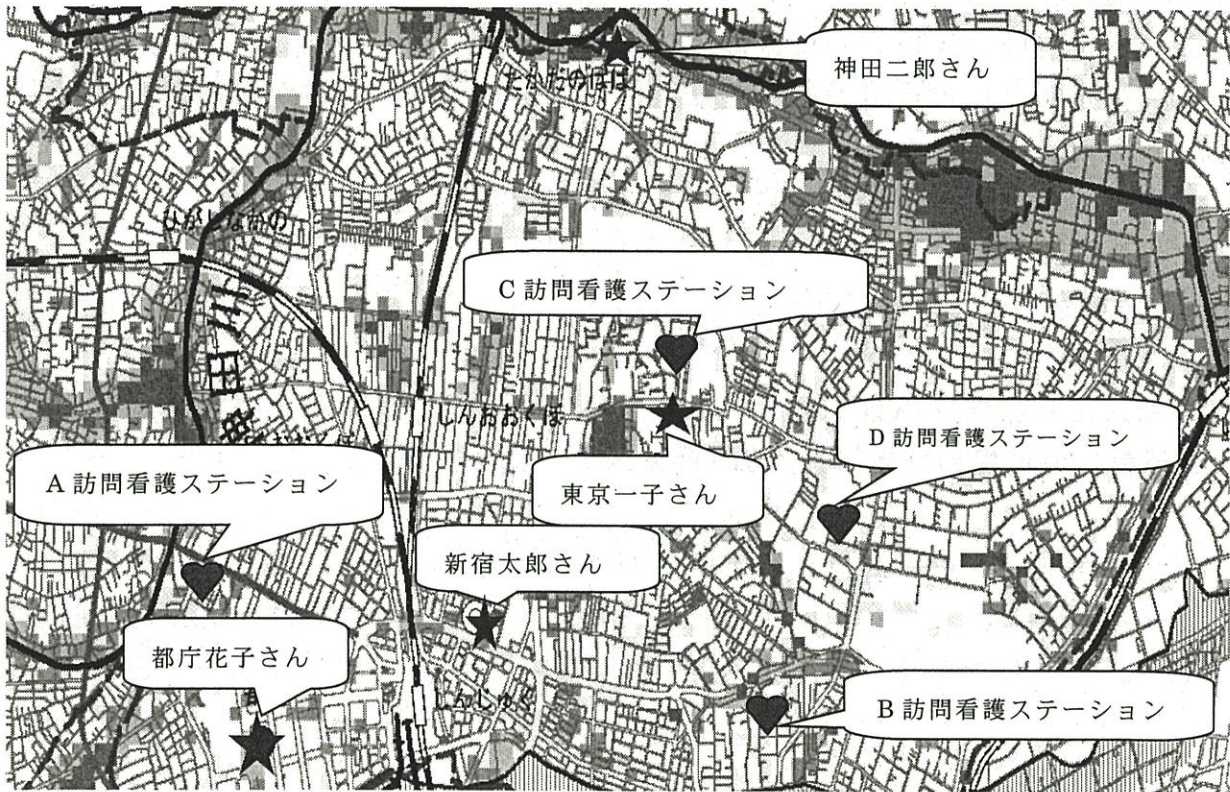 神田二郎さん
たかだのばば
ひがしなかの
C 訪問看護ステーション
神田川
しんおおくぼ
D 訪問看護ステーション
A 訪問看護ステーション
東京一子さん
新宿太郎さん
都庁花子さん
しんじゅく
B 訪問看護ステーション